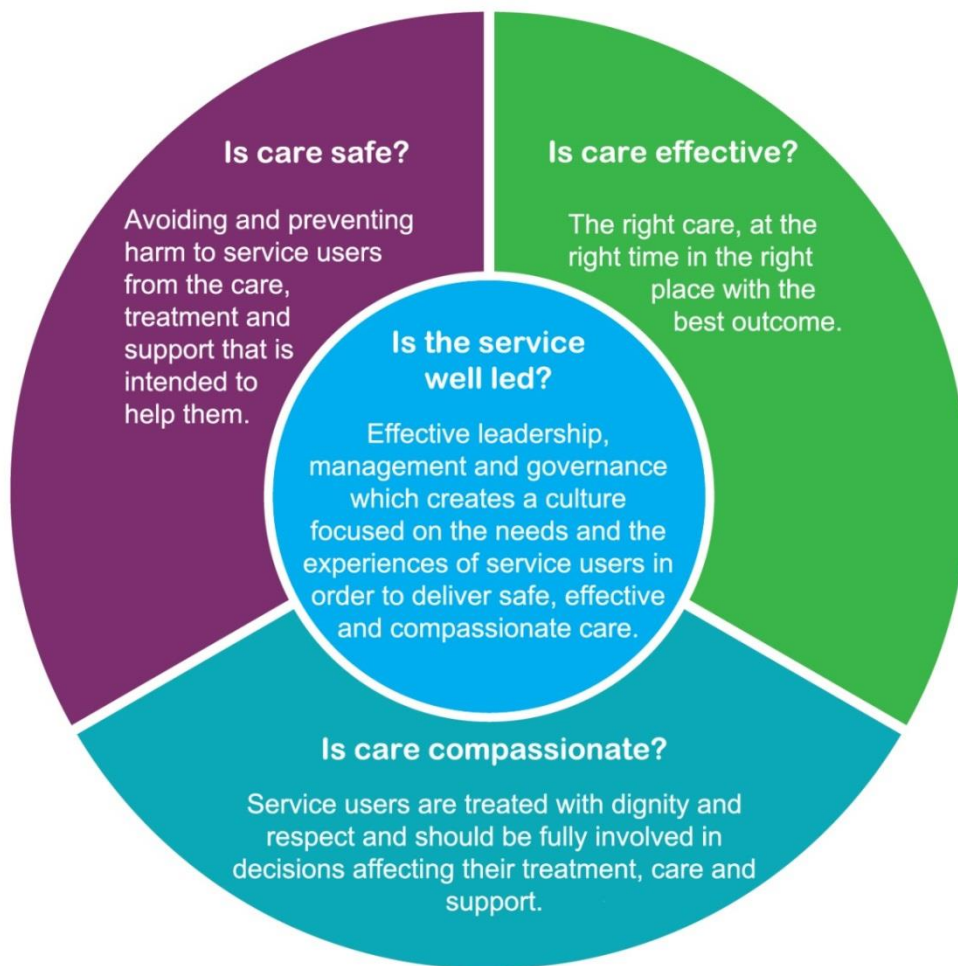 Is care safe?
Avoiding and preventing
harm to service users
from the care,
treatment and
support that is
intended to
help them.
Is care effective?
The right care, at the
right time in the right
place with the
best outcome.
Is the service
well led?
Effective leadership,
management and governance
which creates a culture
focused on the needs and the
experiences of service users in
order to deliver safe, effective
and compassionate care.
Is care compassionate?
Service users are treated with dignity and
respect and should be fully involved in
decisions affecting their treatment, care and
support.